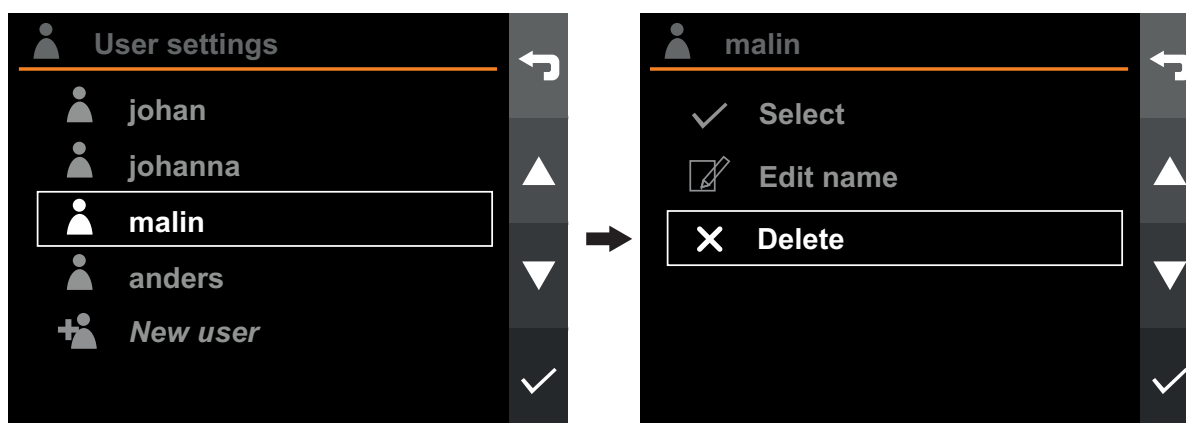 User settings
johan
johanna
malin
anders
New user
malin
Select
Edit name
Delete